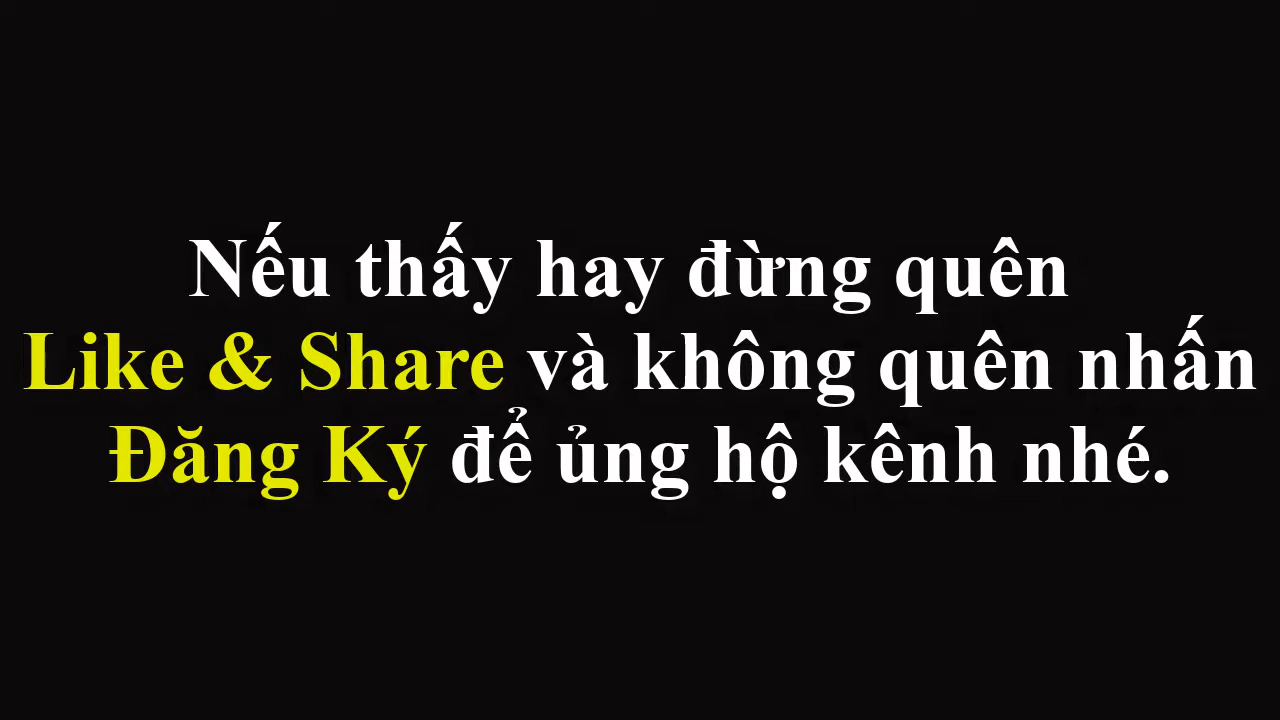 Nếu thấy hay đừng quên
Like & Share và không quên nhấn
Đăng Ký để ủng hộ kênh nhé.